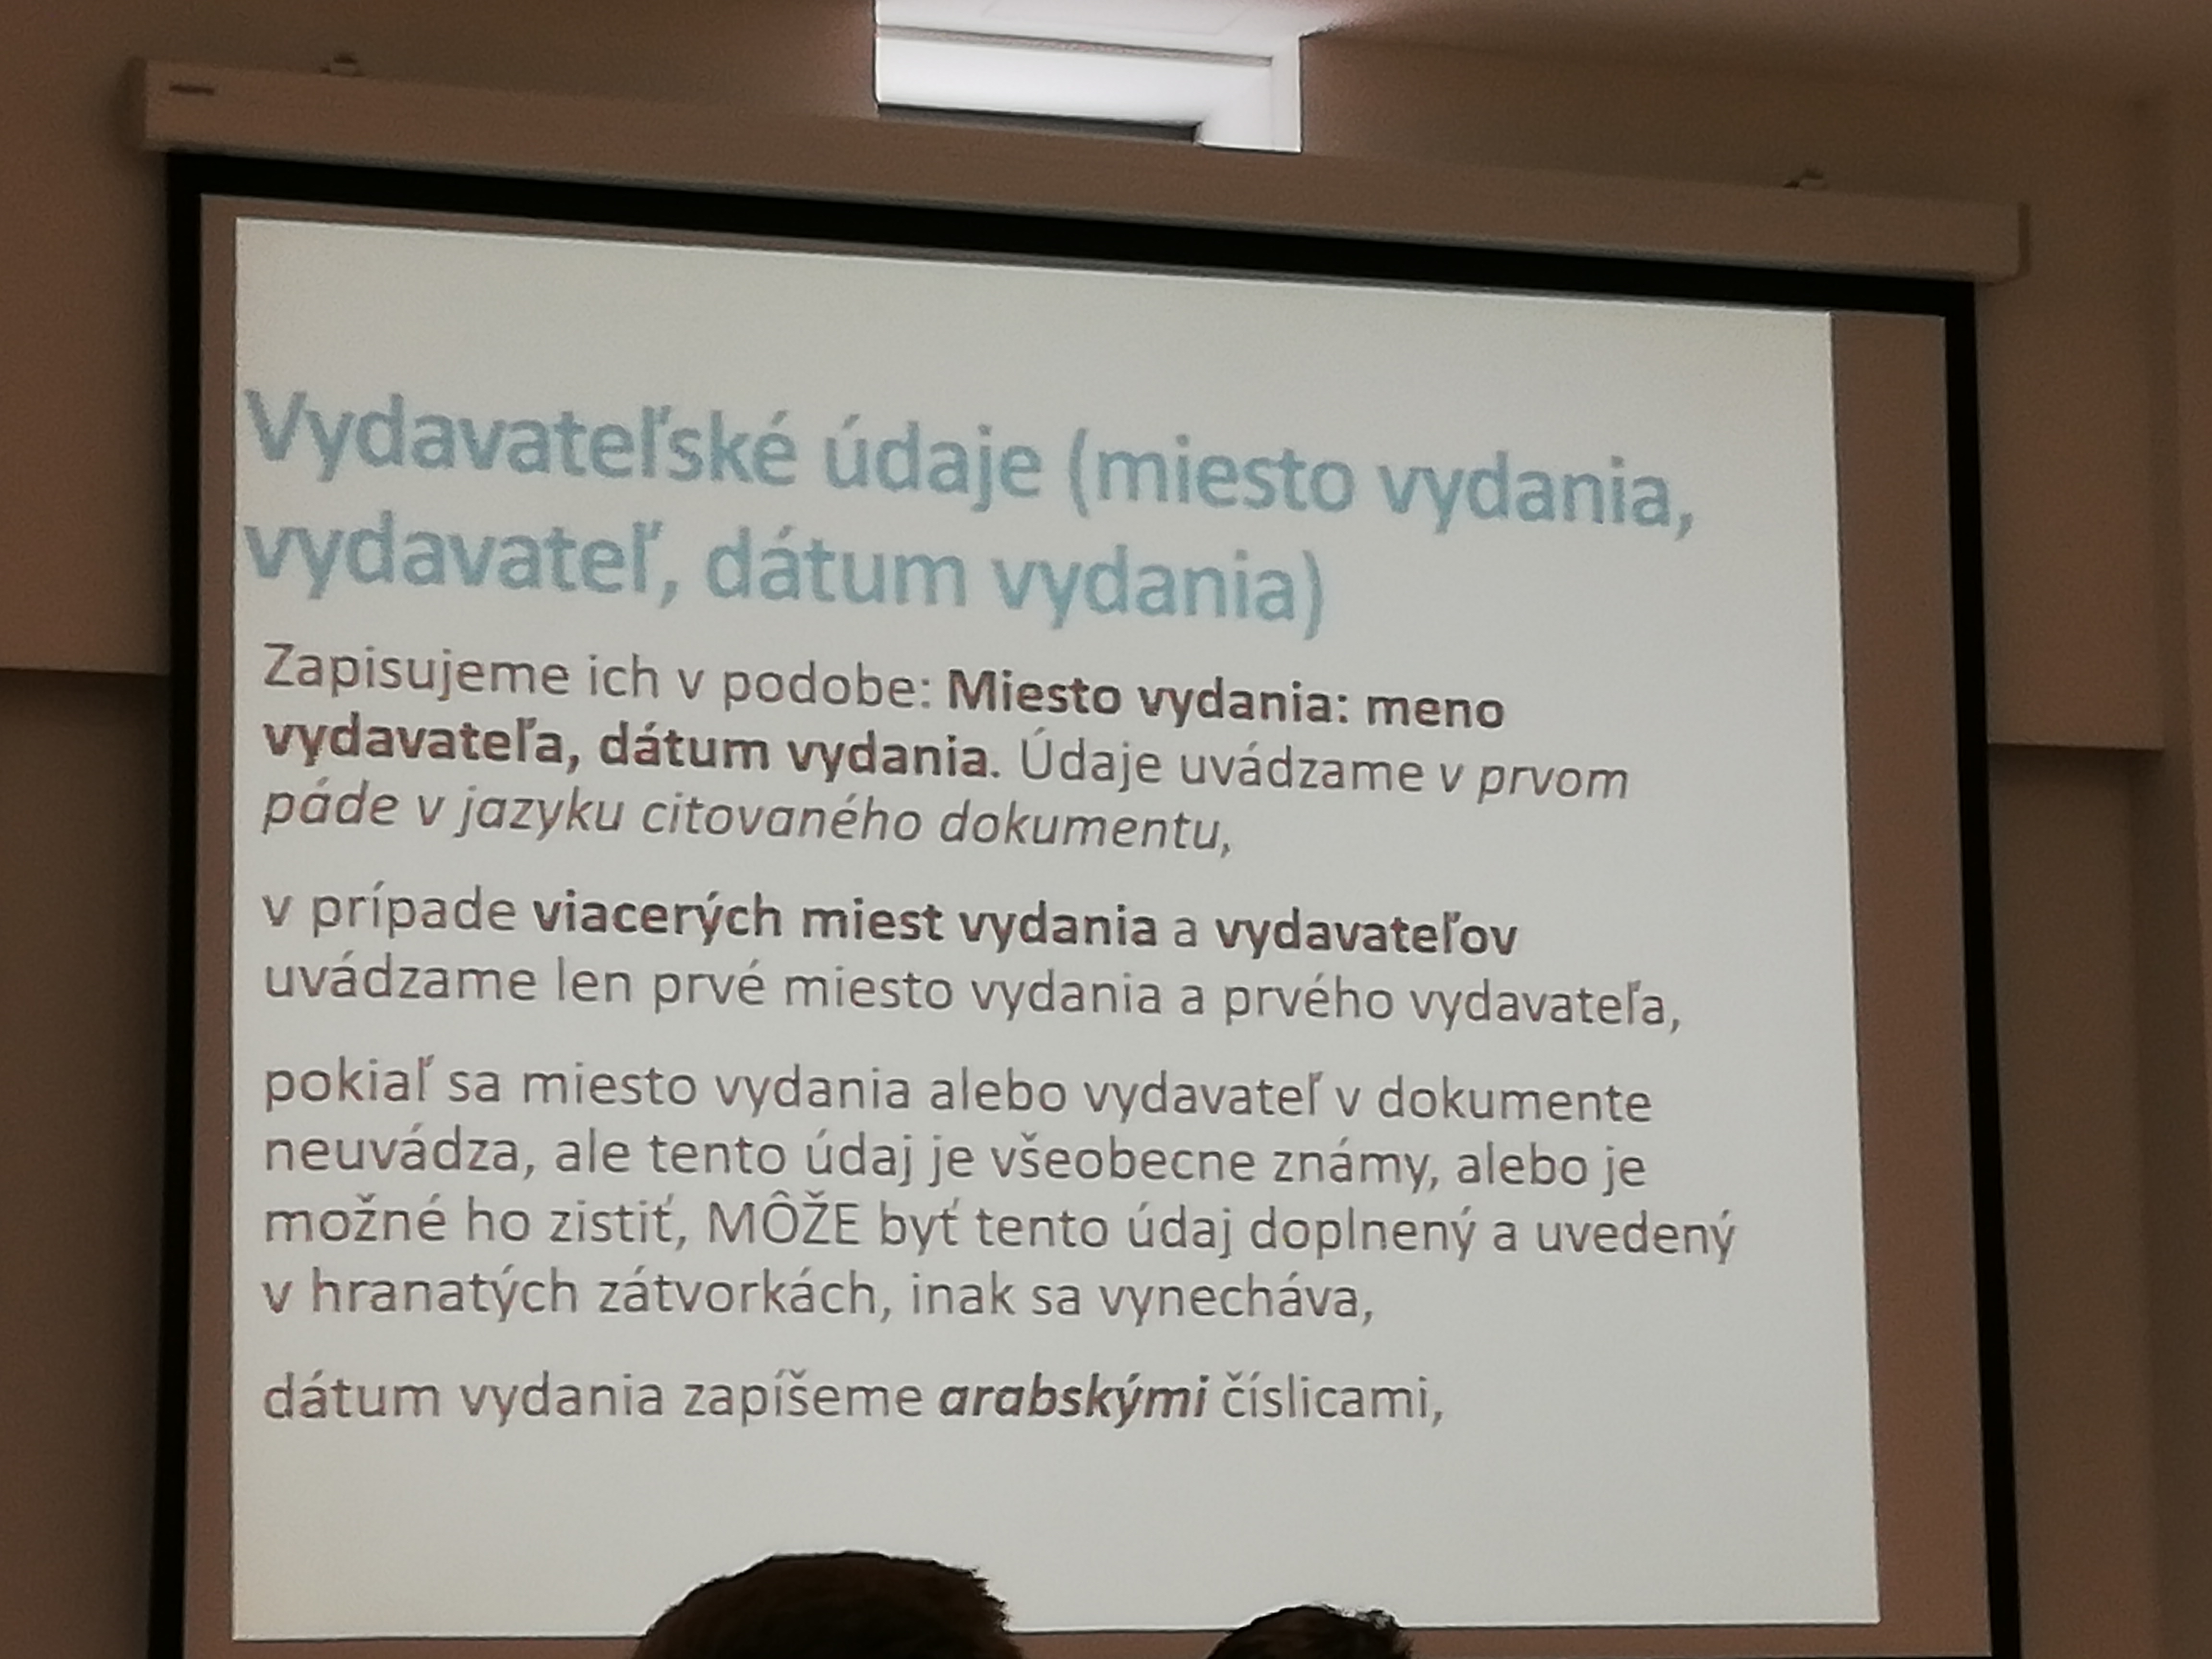 Vydavateľské údaje (miesto vydania,
vydavateľ, dátum vydania)
Zapisujeme ich v podobe: Miesto vydania: meno
vydavateľa, dátum vydania. Údaje uvádzame v prvom
páde v jazyku citovaného dokumentu,
v prípade viacerých miest vydania a vydavateľov
uvádzame len prvé miesto vydania a prvého vydavateľa,
pokiaľ sa miesto vydania alebo vydavateľ v dokumente
neuvádza, ale tento údaj je všeobecne známy, alebo je
možné ho zistiť, MÔŽE byť tento údaj doplnený a uvedený
v hranatých zátvorkách, inak sa vynecháva,
dátum vydania zapíšeme arabskými číslicami,